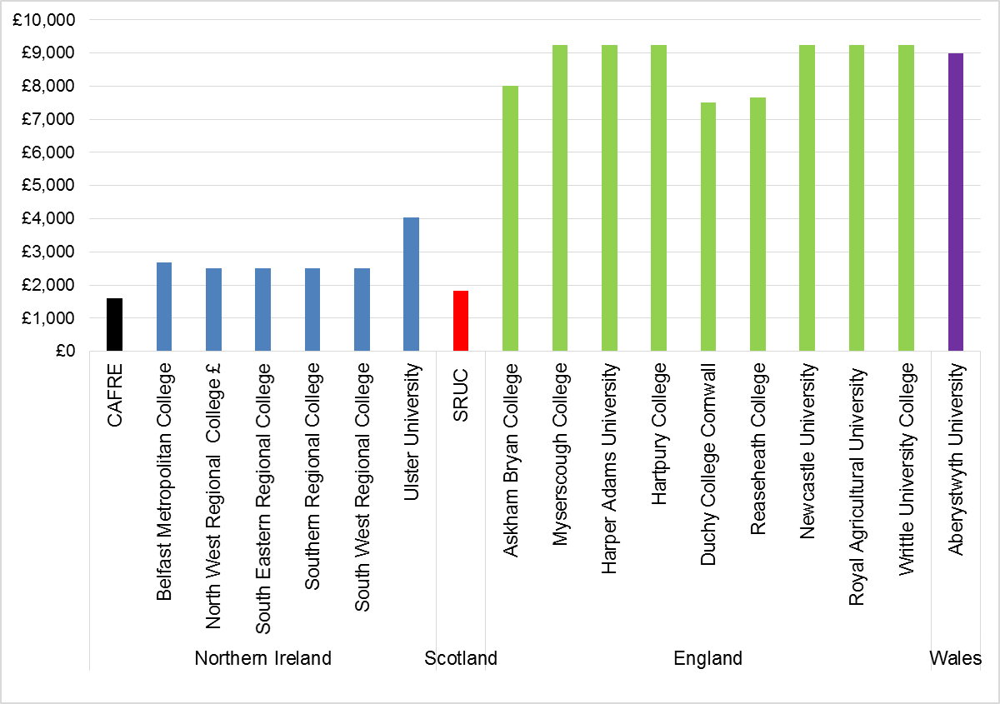 £10,000
£9,000
£8,000
£7,000
£6,000
£5,000
£4,000
£3,000
£2,000
£1,000
£0
CAFRE
Belfast Metropolitan College
North West Regional  College £
South Eastern Regional College
Southern Regional College
South West Regional College
Ulster University
SRUC
Askham Bryan College
Myserscough College
Harper Adams University
Hartpury College
Duchy College Cornwall
Reaseheath College
Newcastle University
Royal Agricultural University
Writtle University College
Aberystwyth University
Northern Ireland
Scotland
England
Wales